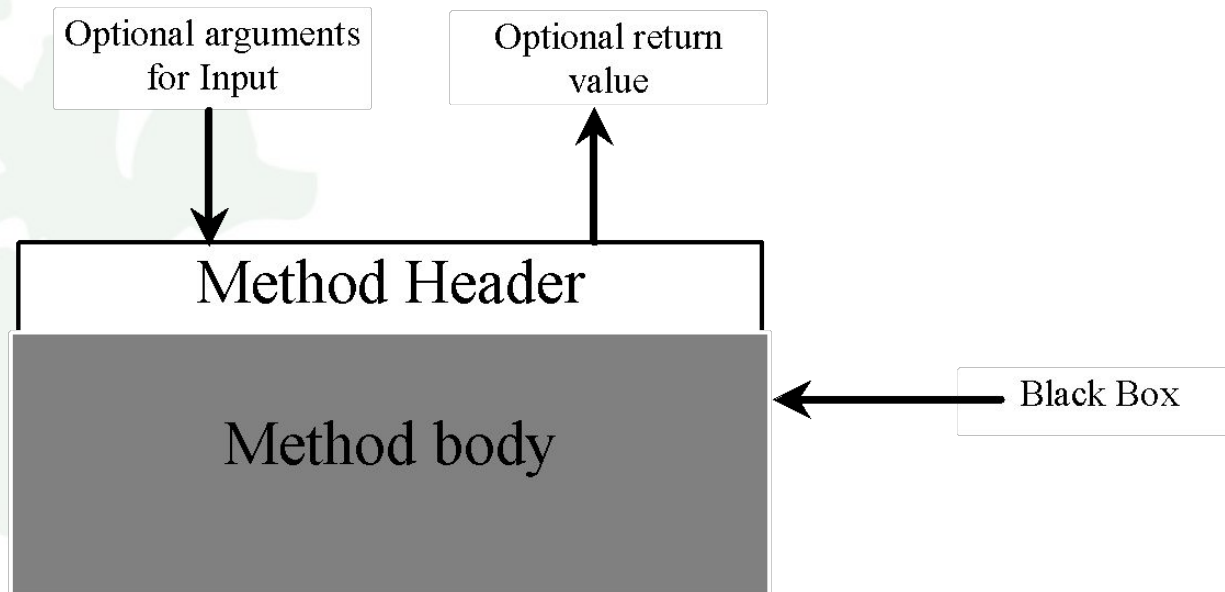 Optional arguments
for Input
Optional return
value
Method Header
Method body
Black Box